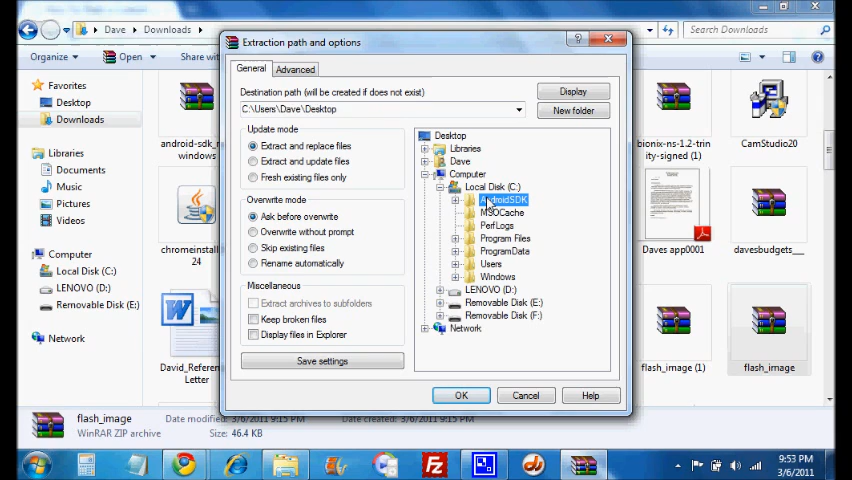 Dave
Downloads
Search Downloads
Organize
Open
Share with
Favorites
Desktop
Downloads
Libraries
Documents
Music
Pictures
Videos
Computer
Local Disk (C:)
LENOVO (D:)
Removable Disk (E:)
Network
android-sdk_r
windows
chromeinstall
24
David_Referen
Letter
Extraction path and options
General
Advanced
Destination path (will be created if does not exist)
C:\Users\Dave\Desktop
Display
New folder
Update mode
Extract and replace files
Extract and update files
Fresh existing files only
Overwrite mode
Ask before overwrite
Overwrite without prompt
Skip existing files
Rename automatically
Miscellaneous
Extract archives to subfolders
Keep broken files
Display files in Explorer
Save settings
Desktop
Libraries
Dave
Computer
Local Disk (C:)
AndroidSDK
MSOCache
PerfLogs
Program Files
ProgramData
Users
Windows
LENOVO (D:)
Removable Disk (E:)
Removable Disk (F:)
Network
OK
Cancel
Help
bionix-ns-1.2-trin
ity-signed (1)
CamStudio20
Daves app0001
davesbudgets___
flash_image (1)
flash_image
flash_image
WinRAR ZIP archive
Date modified: 3/6/2011 9:15 PM
Size: 46.4 KB
Date created: 3/6/2011 9:15 PM
9:53 PM
3/6/2011